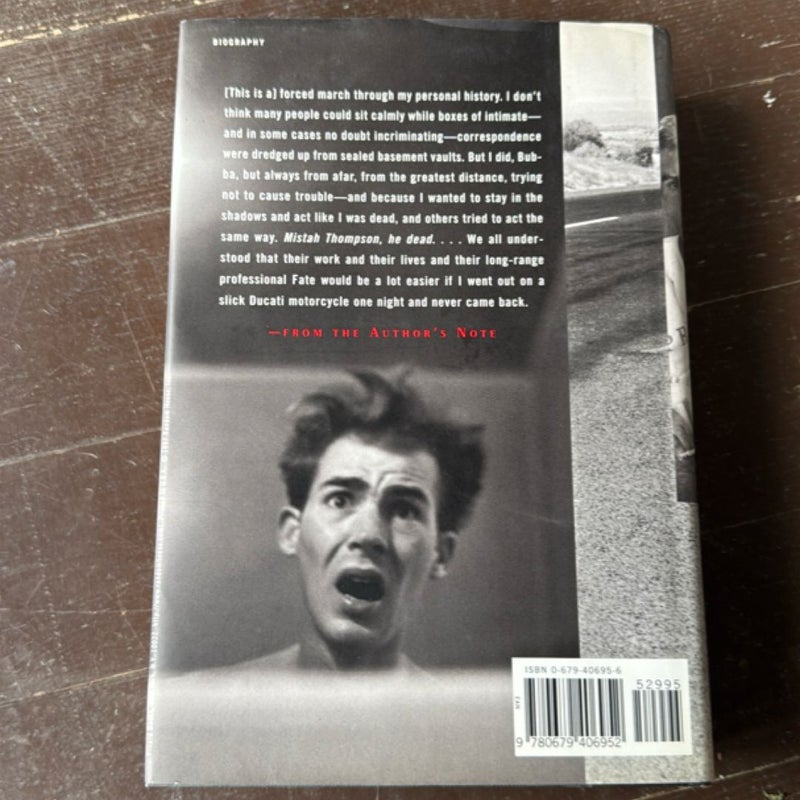 BIOGRAPHY
[This is a] forced march through my personal history. I don't
think many people could sit calmly while boxes of intimate—
and in some cases no doubt incriminating—correspondence
were dredged up from sealed basement vaults. But I did, Bub-
ba, but always from afar, from the greatest distance, trying
not to cause trouble—and because I wanted to stay in the
shadows and act like I was dead, and others tried to act the
same way. Mistah Thompson, he dead. . . . We all under-
stood that their work and their lives and their long-range
professional Fate would be a lot easier if I went out on a
slick Ducati motorcycle one night and never came back.
—FROM THE AUTHOR'S NOTE
ISBN 0-679-40695-6
52995
EAN
9 780679 406952